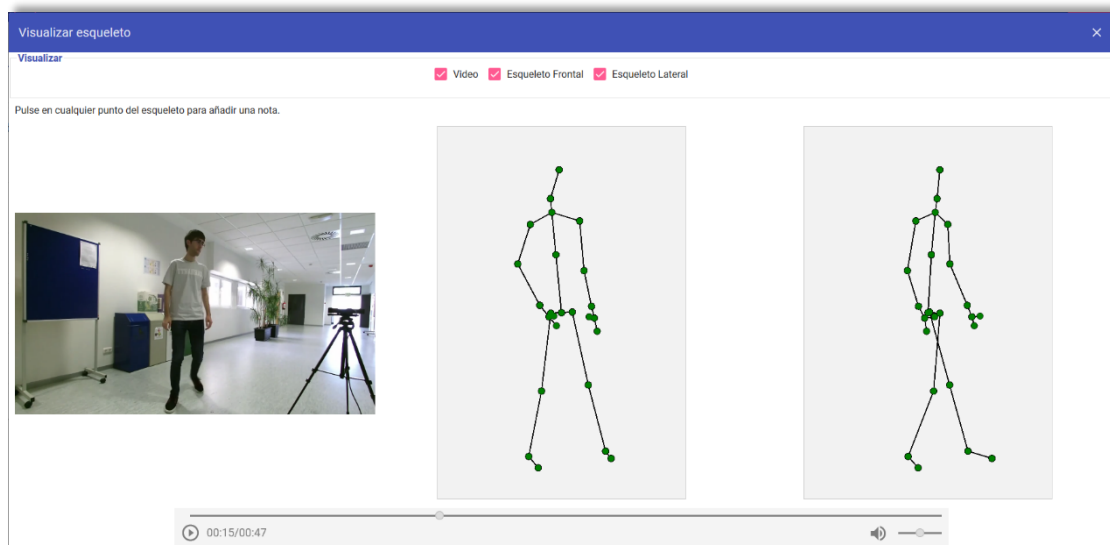 Visualizar esqueleto
Visualizar
Video Esqueleto Frontal Esqueleto Lateral
Pulse en cualquier punto del esqueleto para añadir una nota.
00:15/00:47